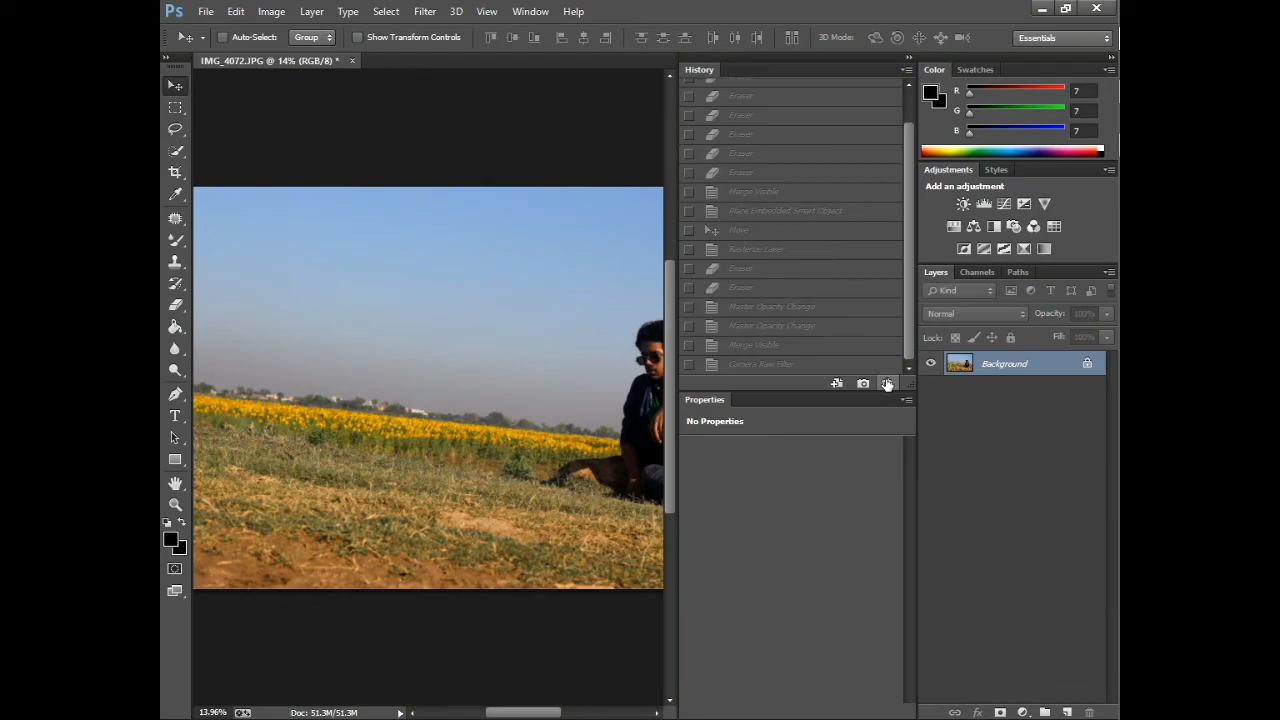 Ps File Edit Image Layer Type Select Filter 3D View Window Help
Auto-Select: Group Show Transform Controls 3D Mode: Essentials
IMG_4072.JPG @ 14% (RGB/8) *
History
Eraser
Eraser
Eraser
Eraser
Eraser
Merge Visible
Place Embedded Smart Object
Move
Rasterize Layer
Eraser
Eraser
Master Opacity Change
Master Opacity Change
Merge Visible
Camera Raw Filter
Properties
No Properties
Color Swatches
R 7
G 7
B 7
Adjustments Styles
Add an adjustment
Layers Channels Paths
Kind
Normal Opacity: 100%
Lock: Fill: 100%
Background
13.96% Doc: 51.3M/51.3M